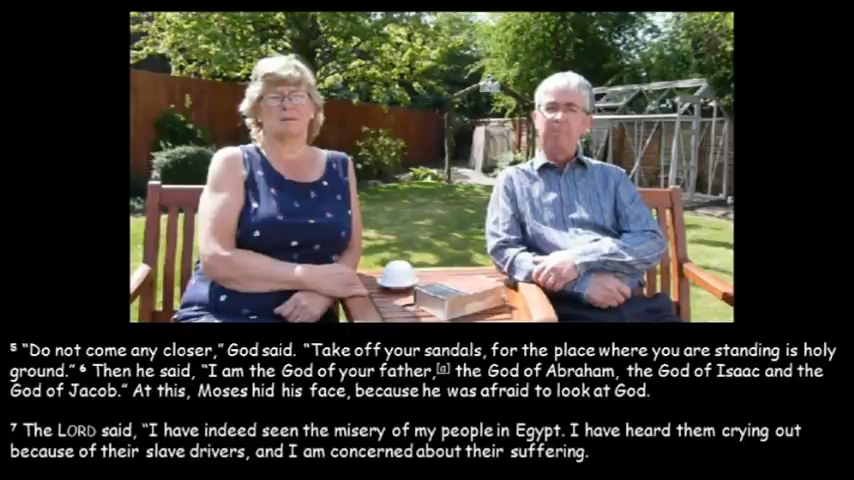 ⁵ “Do not come any closer,” God said. “Take off your sandals, for the place where you are standing is holy
ground.” ⁶ Then he said, “I am the God of your father,[a] the God of Abraham, the God of Isaac and the
God of Jacob.” At this, Moses hid his face, because he was afraid to look at God.
⁷ The LORD said, “I have indeed seen the misery of my people in Egypt. I have heard them crying out
because of their slave drivers, and I am concerned about their suffering.